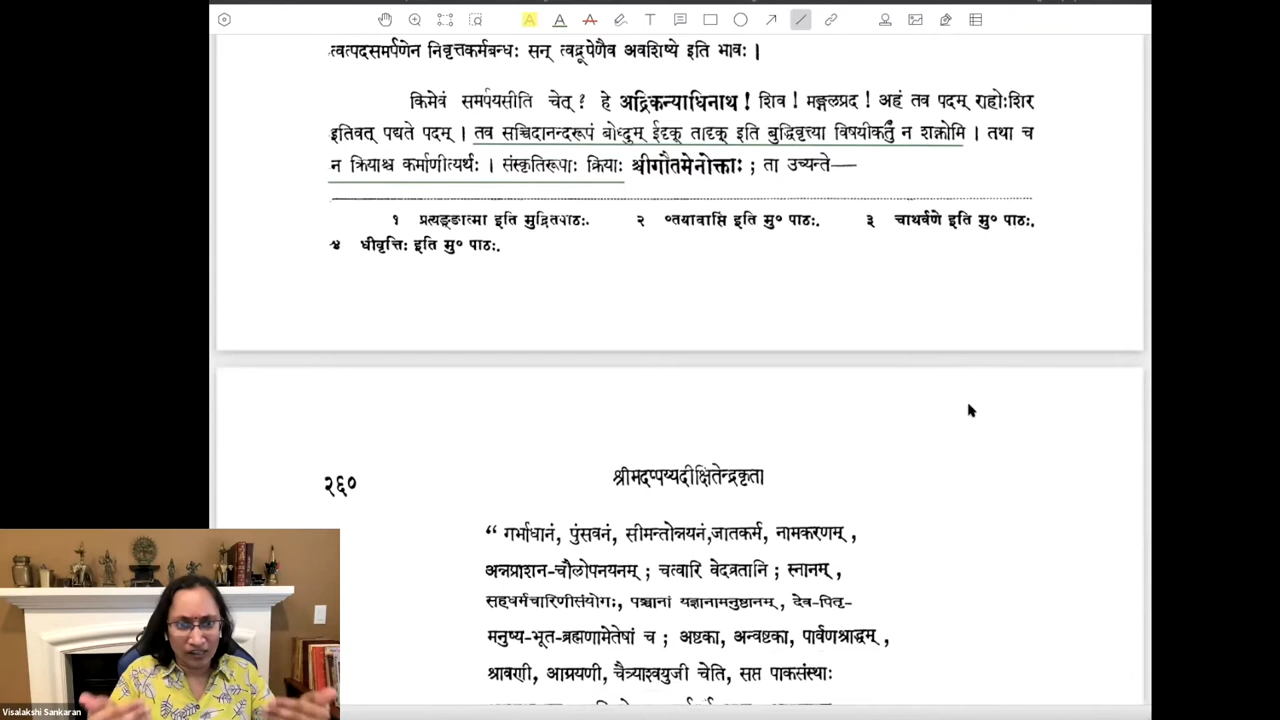 त्वत्पदसमर्पणेन निवृत्तकर्मबन्धः सन् त्वद्रूपेणैव अवशिष्ये इति भावः ।
किमेवं समर्पयसीति चेत् ? हे अद्रिकन्याधिनाथ ! शिव ! मङ्गलप्रद ! अहं तव पदम् राहोःशिर
इतिवत् पद्यते पदम् । तव सच्चिदानन्दरूपं बोध्दुम् ईदृक् तादृक् इति बुद्धिवृत्त्या विषयीकर्तुं न शक्नोमि । तथा च
न क्रियाश्च कर्माणीत्यर्थः । संस्कृतिरूपाः क्रियाः श्रीगौतमेनोक्ताः ; ता उच्यन्ते—
१ प्रत्यङ्ङात्मा इति मुद्रितपाठः. २ ०तयावाप्तिं इति मु० पाठः. ३ चाथर्वणे इति मु० पाठः.
४ धीवृत्तिः इति मु० पाठः.
२६० श्रीमदप्पय्यदीक्षितेन्द्रकृता
“ गर्भाधानं, पुंसवनं, सीमन्तोन्नयनं,जातकर्म, नामकरणम् ,
अन्नप्राशन-चौलोपनयनम् ; चत्वारि वेदव्रतानि ; स्नानम् ,
सहधर्मचारिणीसंयोगः, पञ्चानां यज्ञानामनुष्ठानम् , देव-पितृ-
मनुष्य-भूत-ब्रह्मणामेतेषां च ; अष्टका, अन्वष्टका, पार्वणश्राद्धम् ,
श्रावणी, आग्रयणी, चैत्र्याश्वयुजी चेति, सप्त पाकसंस्थाः
Visalakshi Sankaran